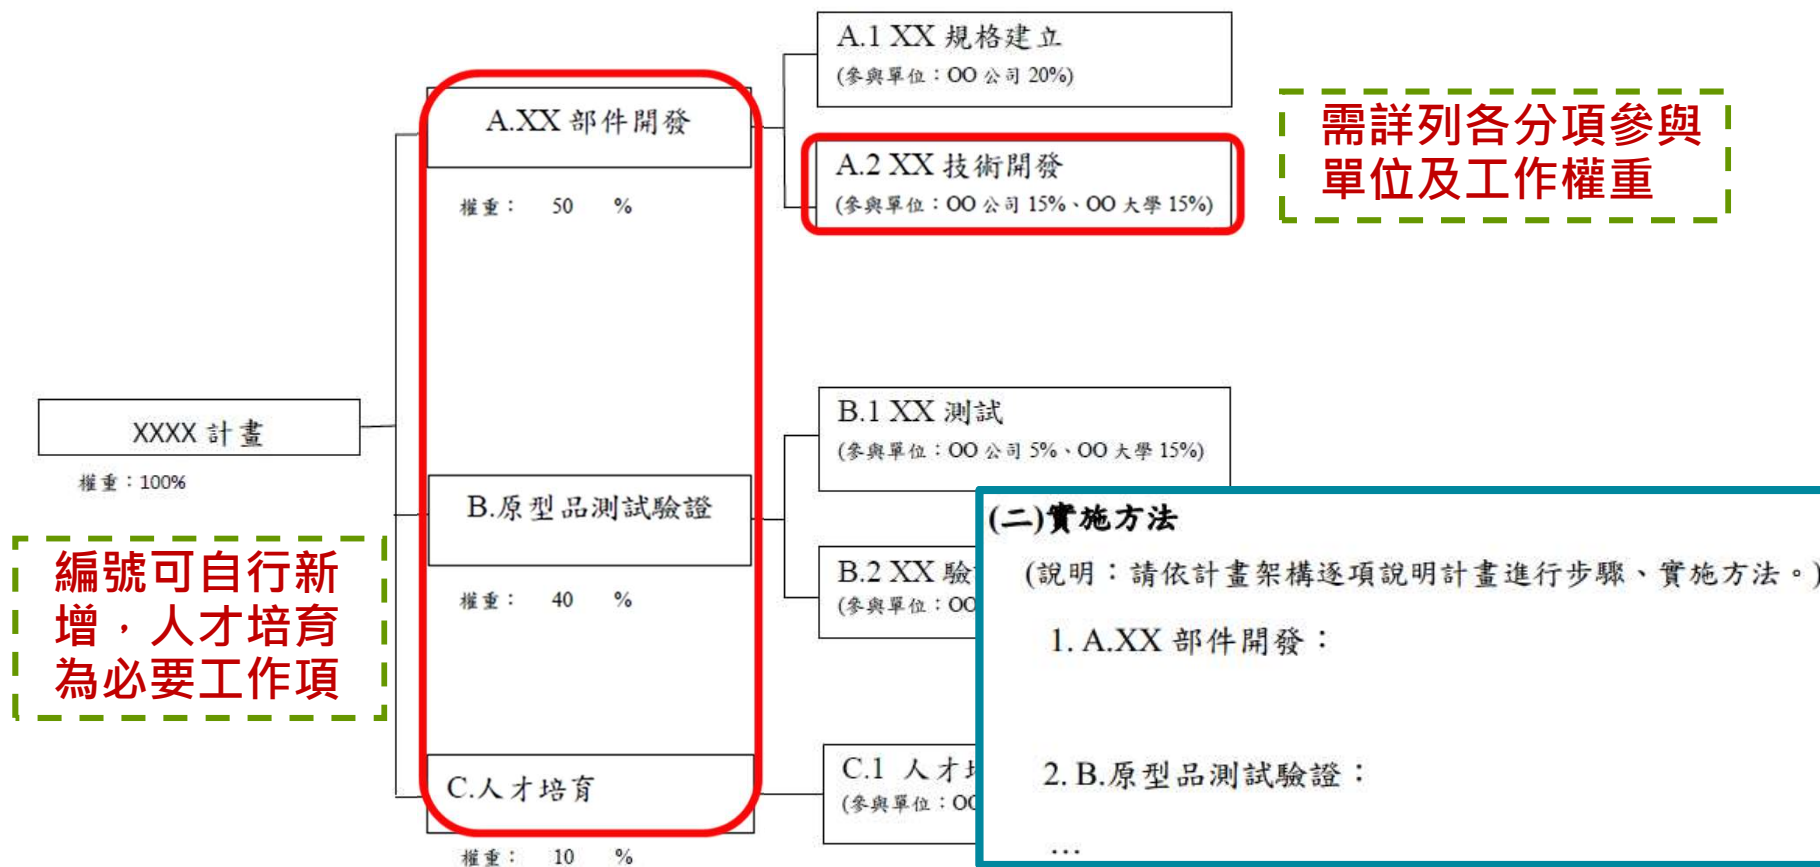 A.1 XX 規格建立
(參與單位：OO 公司 20%)
A.XX 部件開發
權重： 50 %
A.2 XX 技術開發
(參與單位：OO 公司 15%、OO 大學 15%)
需詳列各分項參與
單位及工作權重
XXXX 計畫
權重：100%
B.1 XX 測試
(參與單位：OO 公司 5%、OO 大學 15%)
B.原型品測試驗證
權重： 40 %
B.2 XX 驗
(參與單位：OO
編號可自行新
增，人才培育
為必要工作項
C.人才培育
權重： 10 %
C.1 人才
(參與單位：OO
(二)實施方法
(說明：請依計畫架構逐項說明計畫進行步驟、實施方法。)
1. A.XX 部件開發：
2. B.原型品測試驗證：
…